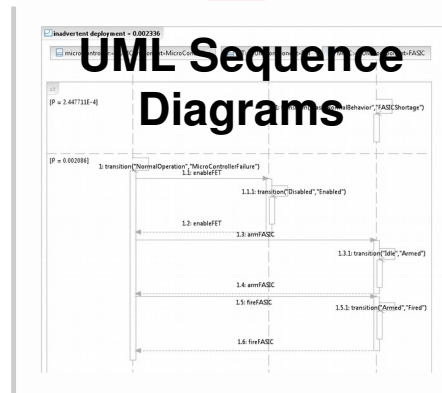 inadvertent deployment = 0.002336
UML Sequence
Diagrams
[P = 2.447711E-4]
"FASICShortage")
[P = 0.002086]
1: transition("NormalOperation","MicroControllerFailure")
1.1: enableFET
1.1.1: transition("Disabled","Enabled")
1.2: enableFET
1.3: armFASIC
1.3.1: transition("Idle","Armed")
1.4: armFASIC
1.5: fireFASIC
1.5.1: transition("Armed","Fired")
1.6: fireFASIC